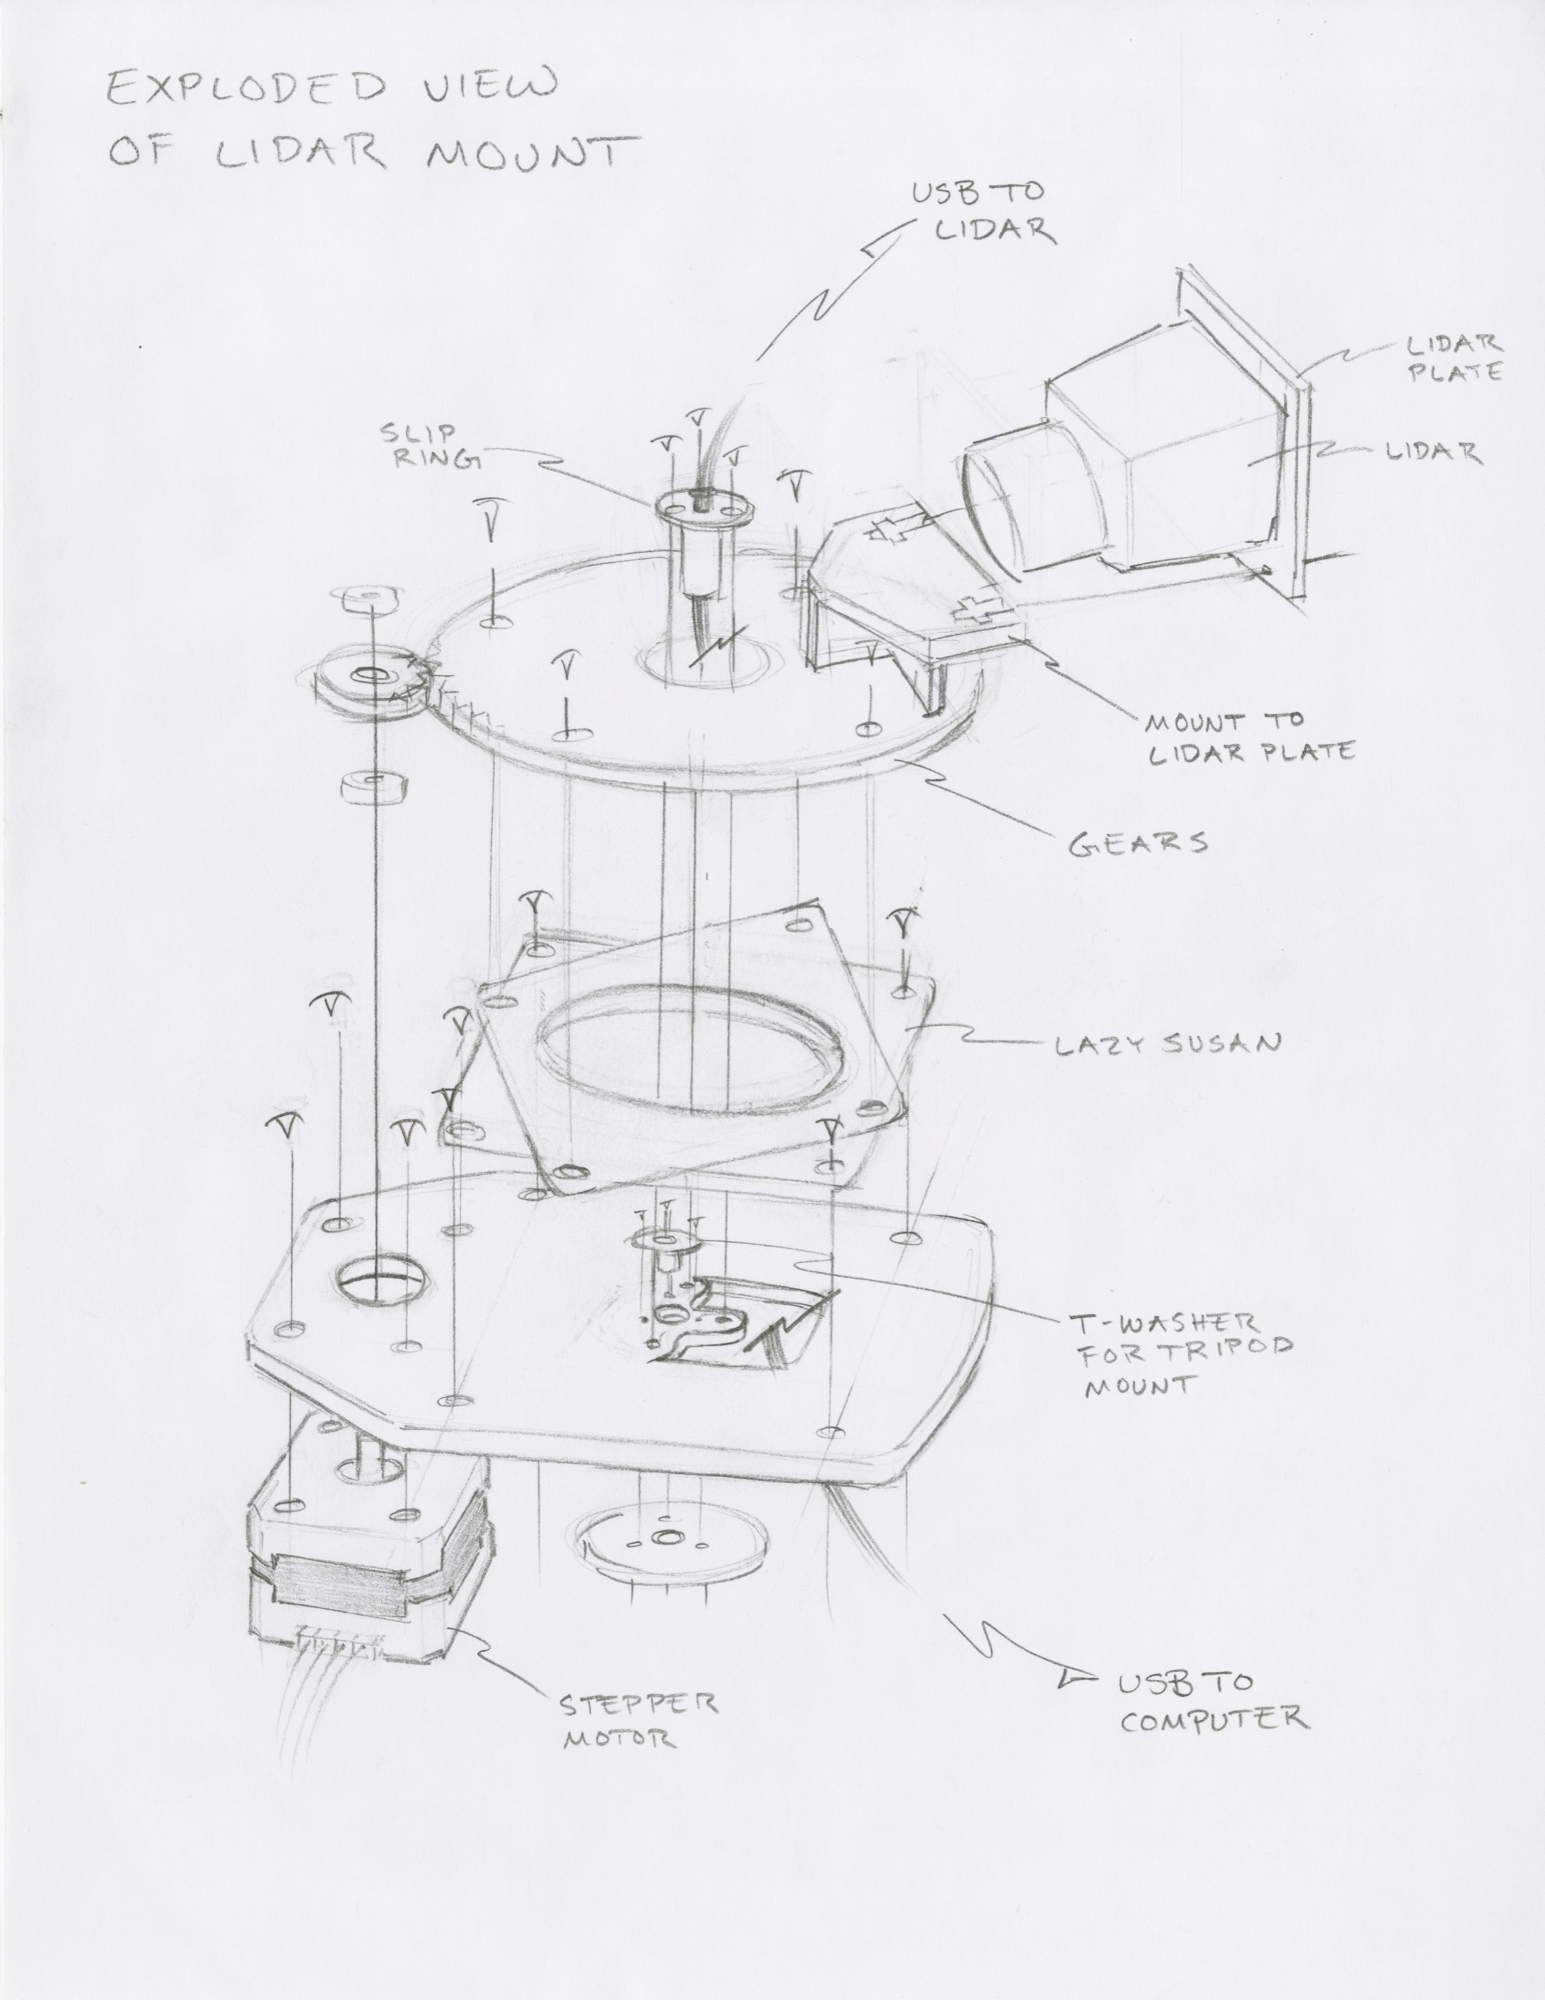 EXPLODED VIEW
OF LIDAR MOUNT
USB TO
LIDAR
LIDAR
PLATE
SLIP
RING
LIDAR
MOUNT TO
LIDAR PLATE
GEARS
LAZY SUSAN
T-WASHER
FOR TRIPOD
MOUNT
USB TO
COMPUTER
STEPPER
MOTOR